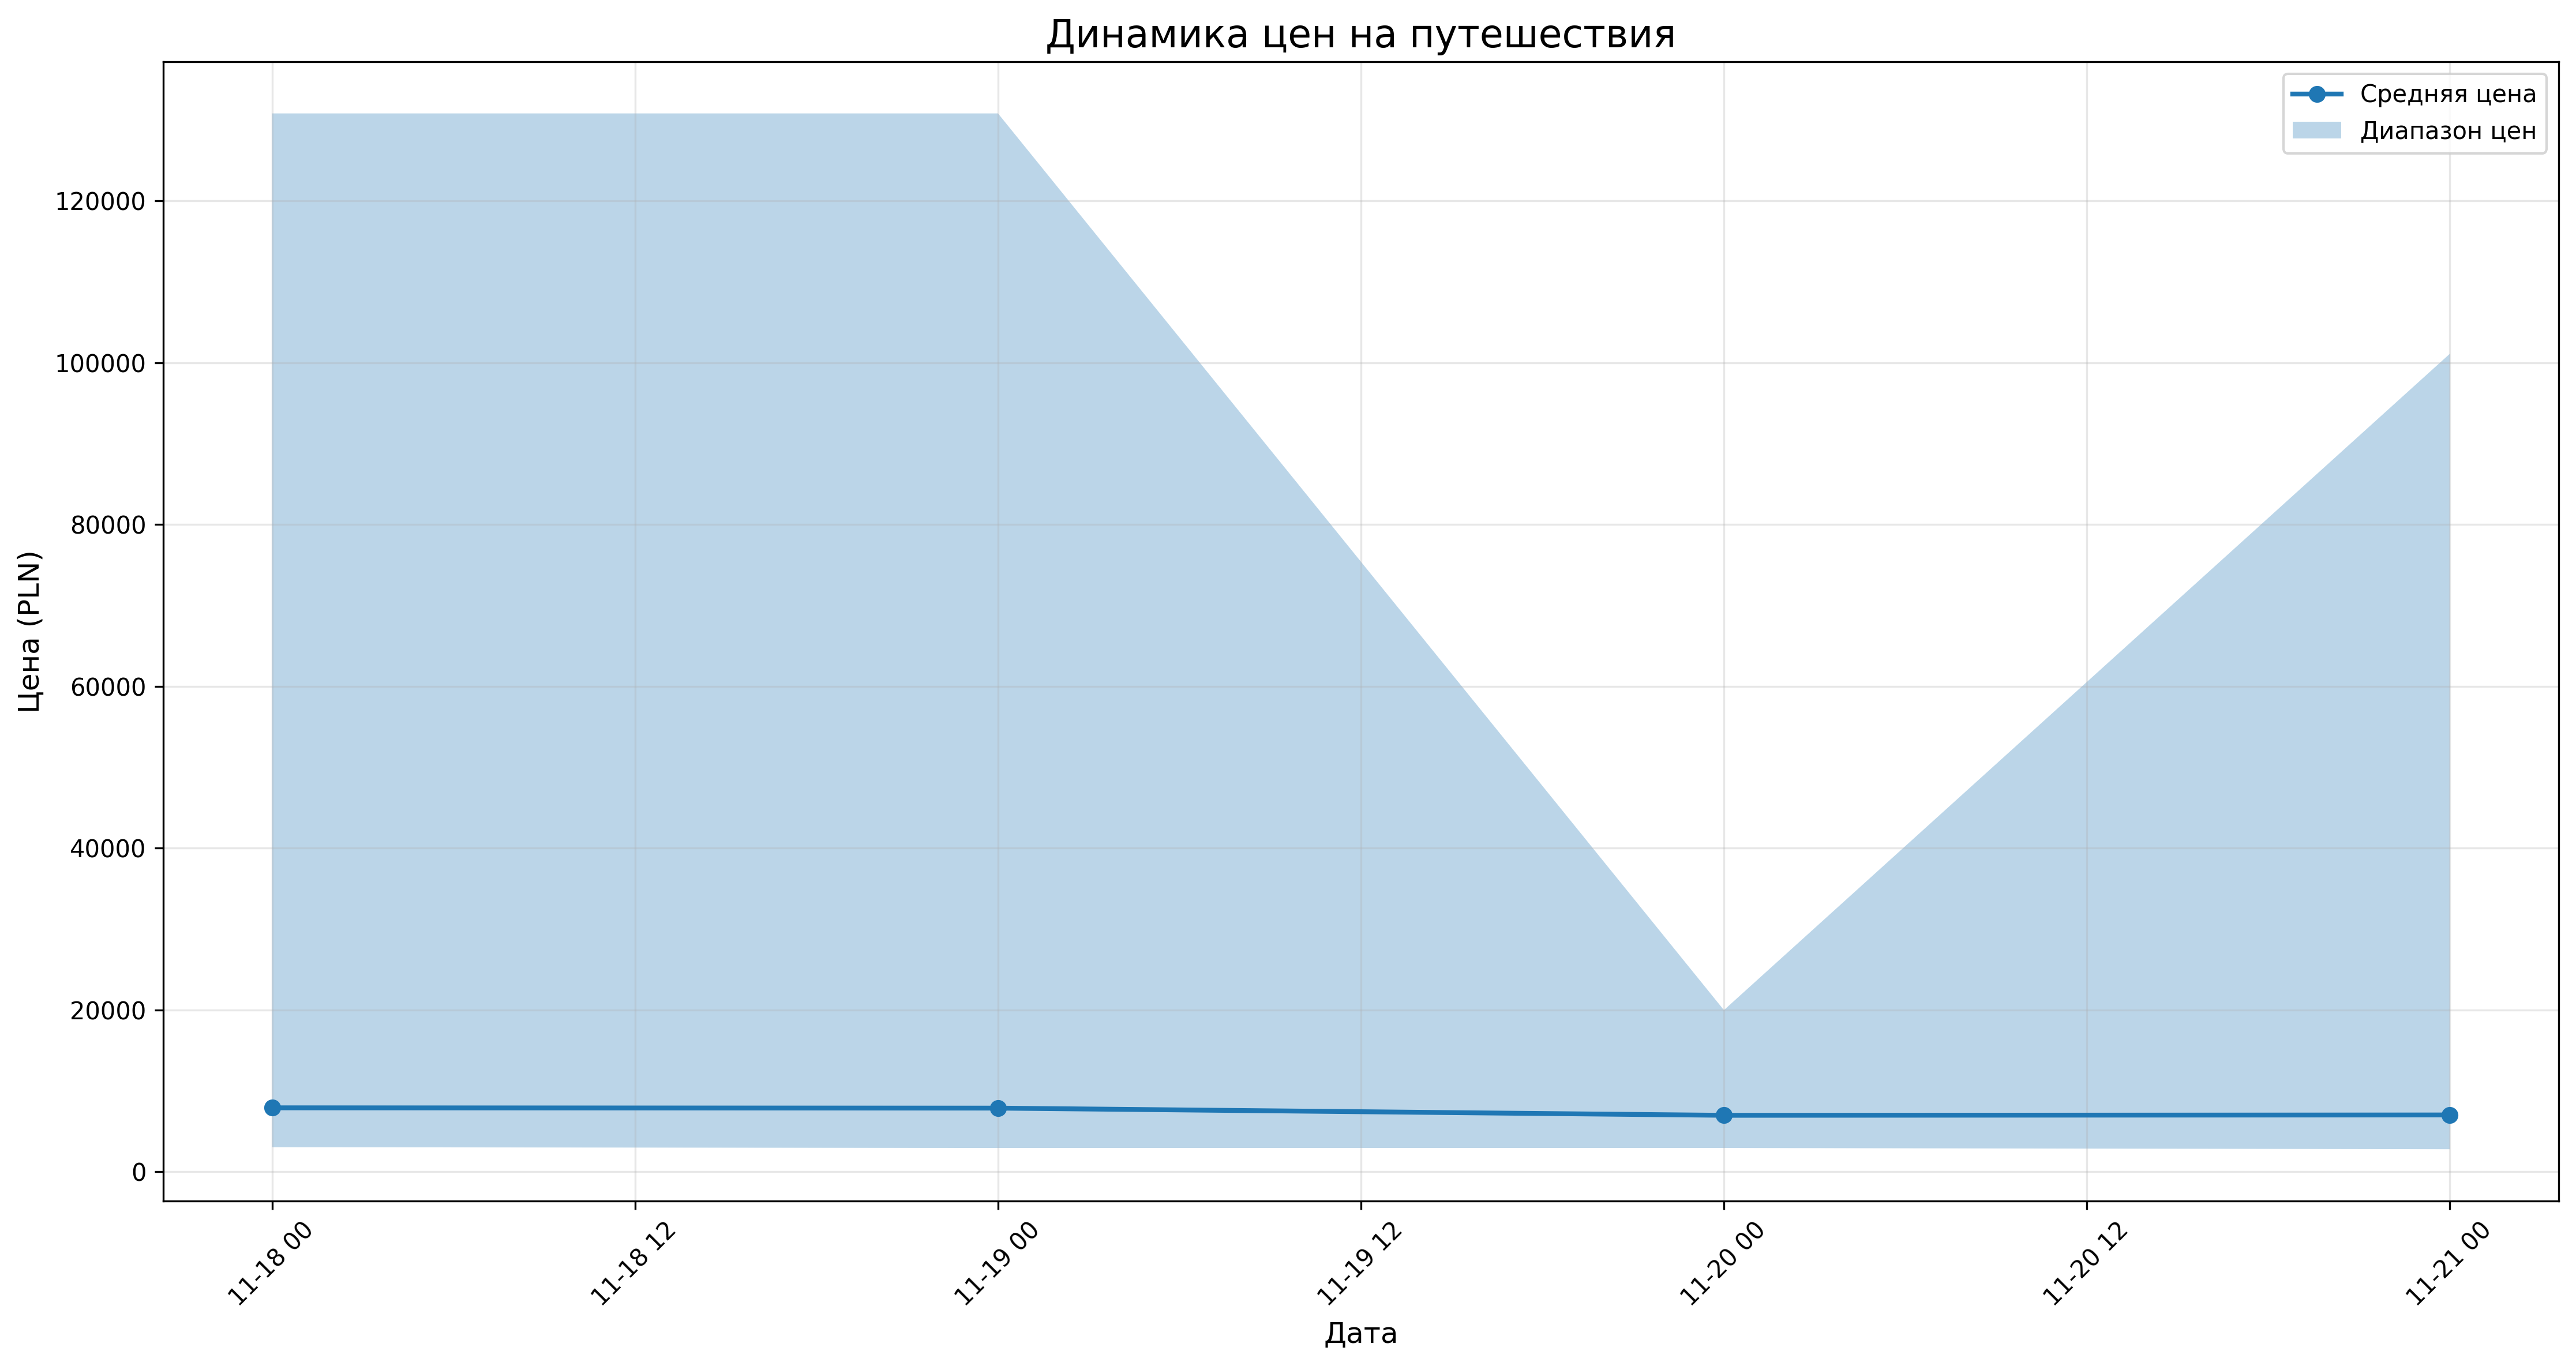 Динамика цен на путешествия
Средняя цена
Диапазон цен
Цена (PLN)
120000
100000
80000
60000
40000
20000
0
11-18 00
11-18 12
11-19 00
11-19 12
11-20 00
11-20 12
11-21 00
Дата